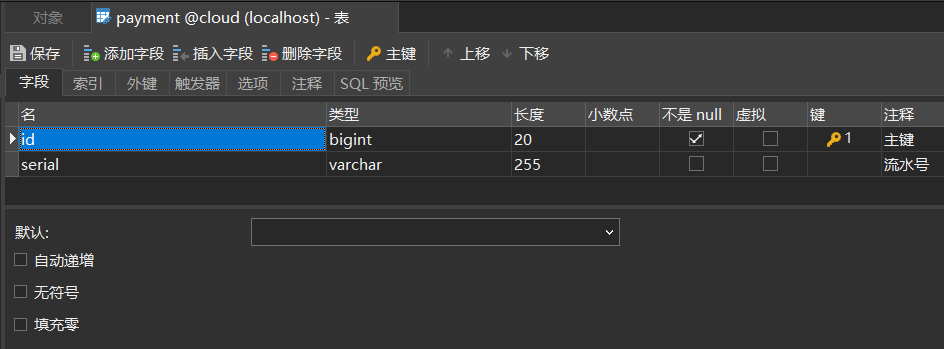 对象 payment @cloud (localhost) - 表
保存 添加字段 插入字段 删除字段 主键 上移 下移
字段 索引 外键 触发器 选项 注释 SQL 预览
名 类型 长度 小数点 不是 null 虚拟 键 注释
id bigint 20 1 主键
serial varchar 255 流水号
默认:
自动递增
无符号
填充零